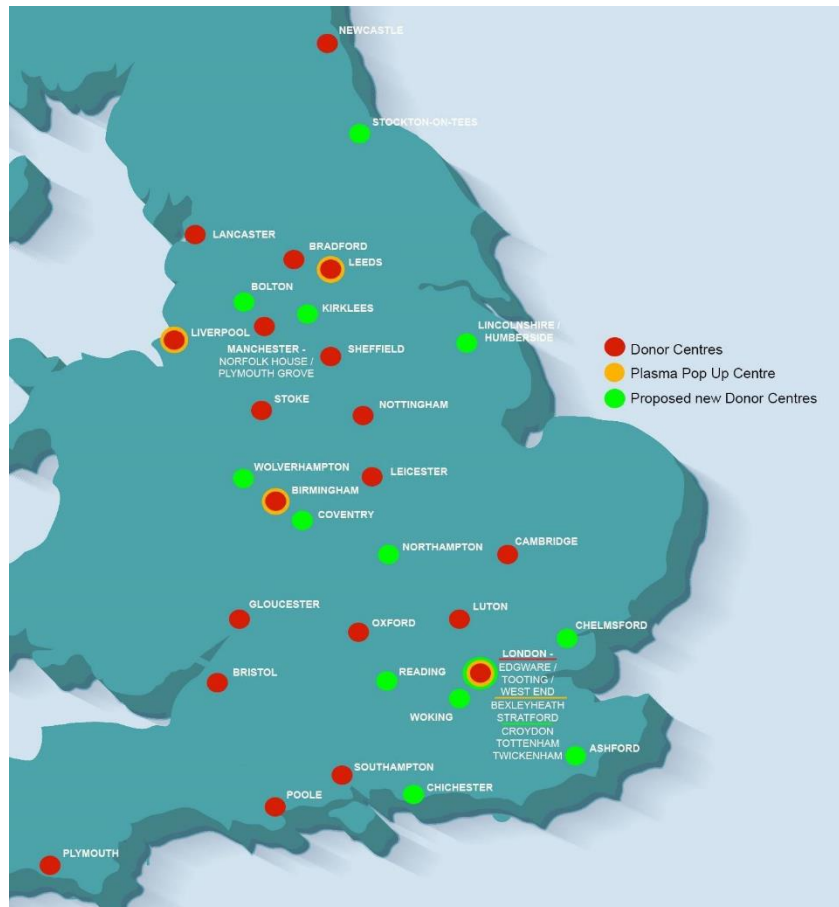 NEWCASTLE
STOCKTON-ON-TEES
LANCASTER
BRADFORD
LEEDS
BOLTON
KIRKLEES
LIVERPOOL
MANCHESTER -
NORFOLK HOUSE /
PLYMOUTH GROVE
SHEFFIELD
LINCOLNSHIRE /
HUMBERSIDE
Donor Centres
Plasma Pop Up Centre
Proposed new Donor Centres
STOKE
NOTTINGHAM
WOLVERHAMPTON
LEICESTER
BIRMINGHAM
COVENTRY
NORTHAMPTON
CAMBRIDGE
GLOUCESTER
OXFORD
LUTON
CHELMSFORD
BRISTOL
READING
WOKING
LONDON -
EDGWARE /
TOOTING /
WEST END
BEXLEYHEATH
STRATFORD
CROYDON
TOTTENHAM
TWICKENHAM
ASHFORD
SOUTHAMPTON
CHICHESTER
POOLE
PLYMOUTH